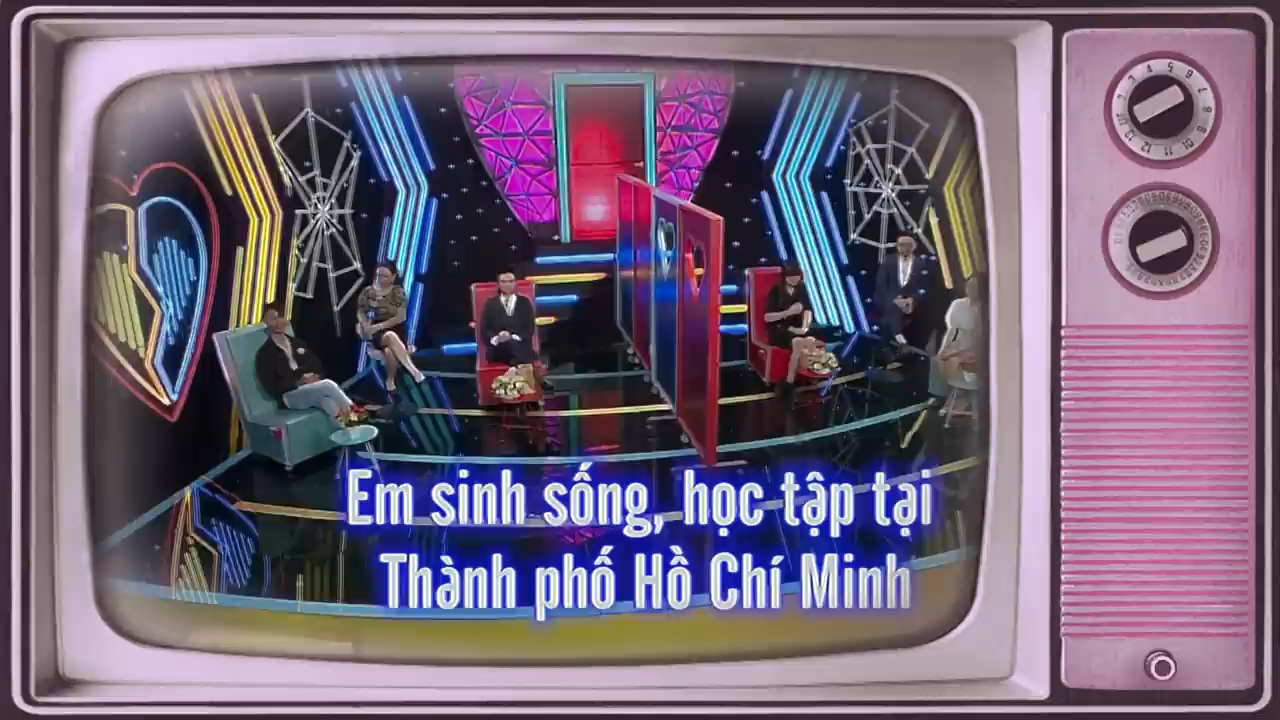 Em sinh sống, học tập tại
Thành phố Hồ Chí Minh